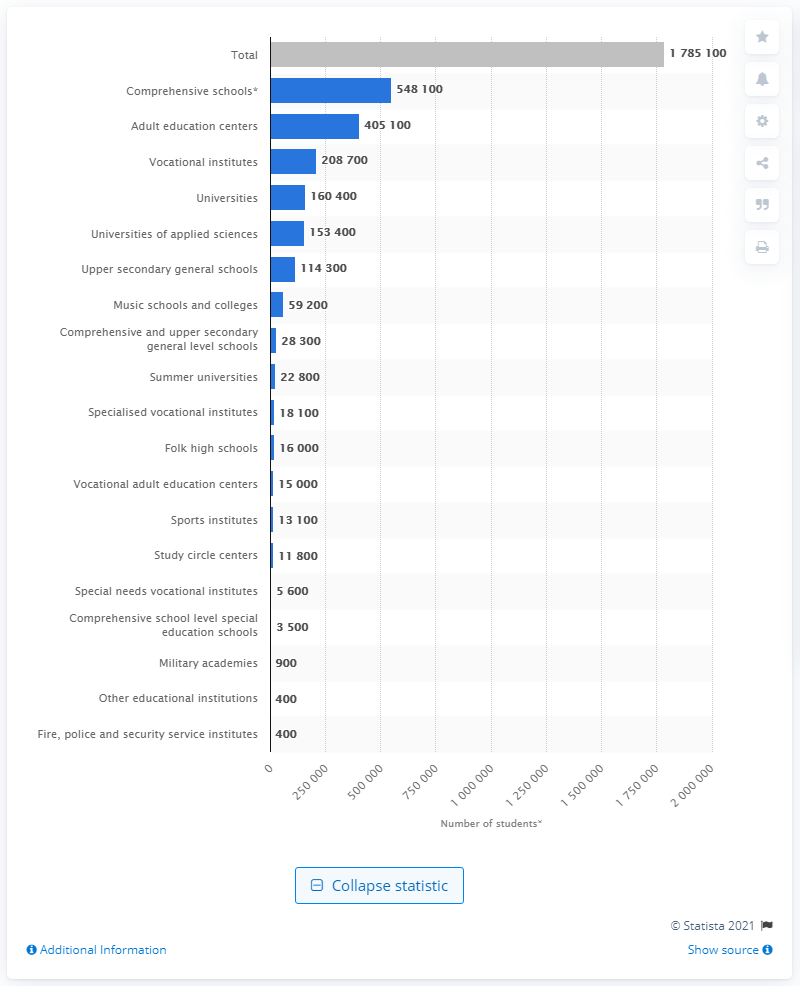 Total 1 785 100
Comprehensive schools* 548 100
Adult education centers 405 100
Vocational institutes 208 700
Universities 160 400
Universities of applied sciences 153 400
Upper secondary general schools 114 300
Music schools and colleges 59 200
Comprehensive and upper secondary
general level schools 28 300
Summer universities 22 800
Specialised vocational institutes 18 100
Folk high schools 16 000
Vocational adult education centers 15 000
Sports institutes 13 100
Study circle centers 11 800
Special needs vocational institutes 5 600
Comprehensive school level special
education schools 3 500
Military academies 900
Other educational institutions 400
Fire, police and security service institutes 400
0 250 000 500 000 750 000 1 000 000 1 250 000 1 500 000 1 750 000 2 000 000
Number of students*
Collapse statistic
© Statista 2021
Additional Information Show source